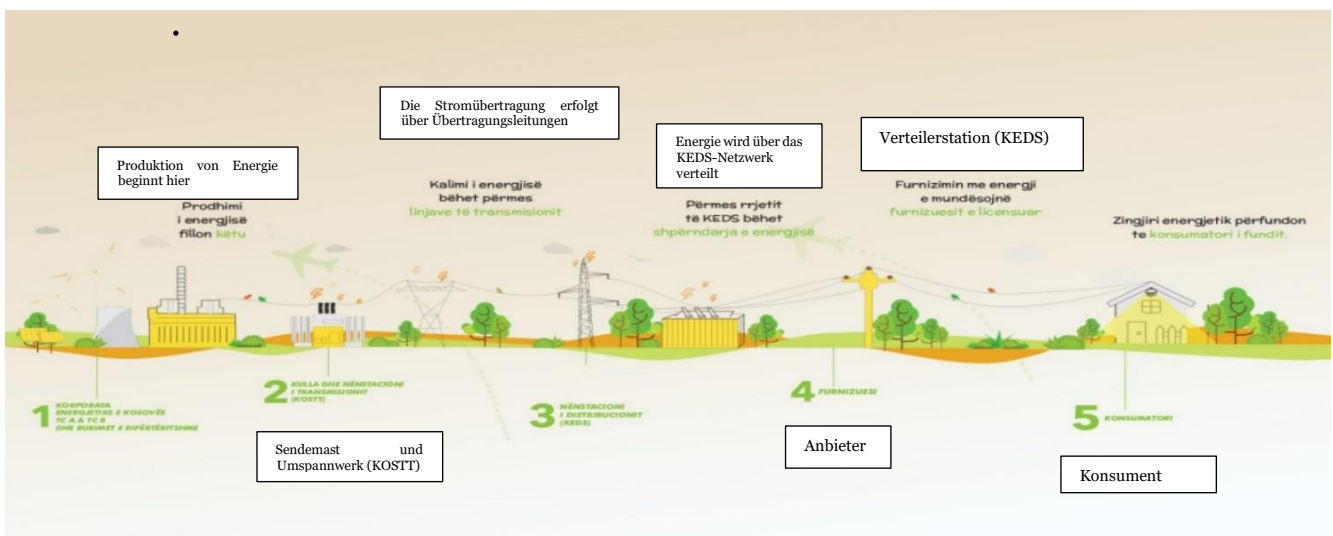 •
Die Stromübertragung erfolgt
über Übertragungsleitungen
Produktion von Energie
beginnt hier
Energie wird über das
KEDS-Netzwerk
verteilt
Verteilerstation (KEDS)
Prodhimi
i energjisë
fillon këtu
Kalimi i energjisë
bëhet përmes
linjave të transmisionit
Përmes rrjetit
të KEDS bëhet
shpërndarja e energjisë
Furnizimin me energji
e mundësojnë
furnizuesit e licensuar
Zingjiri energjetik përfundon
te konsumatori i fundit.
1 KORPORATA
ENERGJETIKE E KOSOVËS
TC A & TC B
DHE BURIMET E RIPËRTËRITSHME
2 KULLA DHE NËNSTACIONI
I TRANSMISIONIT
(KOSTT)
3 NËNSTACIONI
I DISTRIBUCIONIT
(KEDS)
4 FURNIZUESI
5 KONSUMATORI
Sendemast und
Umspannwerk (KOSTT)
Anbieter
Konsument